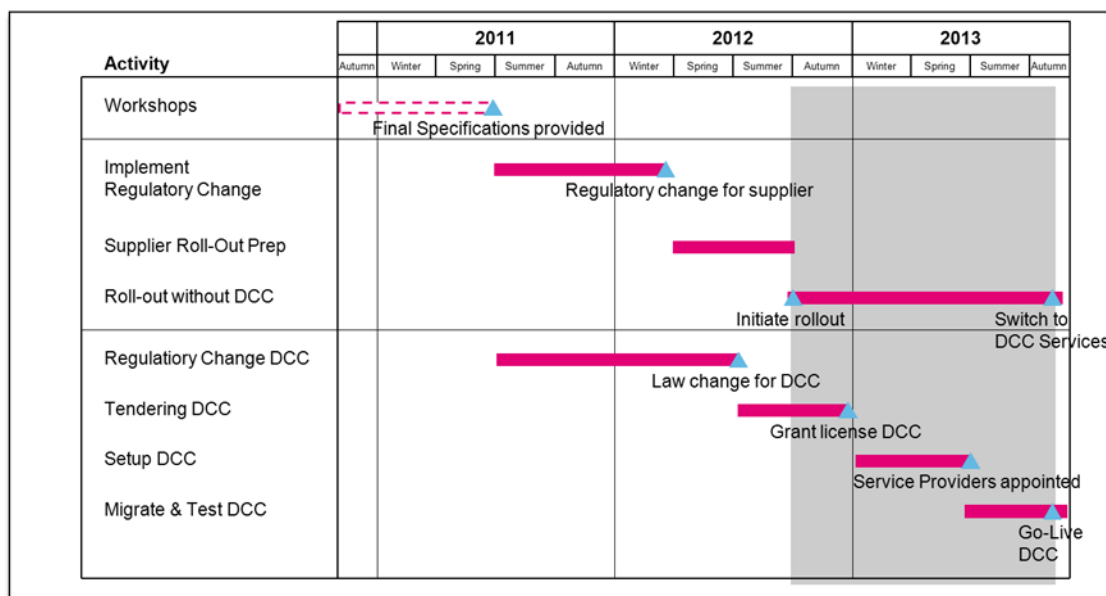 2011 2012 2013
Activity
Autumn Winter Spring Summer Autumn Winter Spring Summer Autumn Winter Spring Summer Autumn
Workshops
Final Specifications provided
Implement
Regulatory Change
Regulatory change for supplier
Supplier Roll-Out Prep
Roll-out without DCC
Initiate rollout
Switch to
DCC Services
Regulatiory Change DCC
Law change for DCC
Tendering DCC
Grant license DCC
Setup DCC
Service Providers appointed
Migrate & Test DCC
Go-Live
DCC